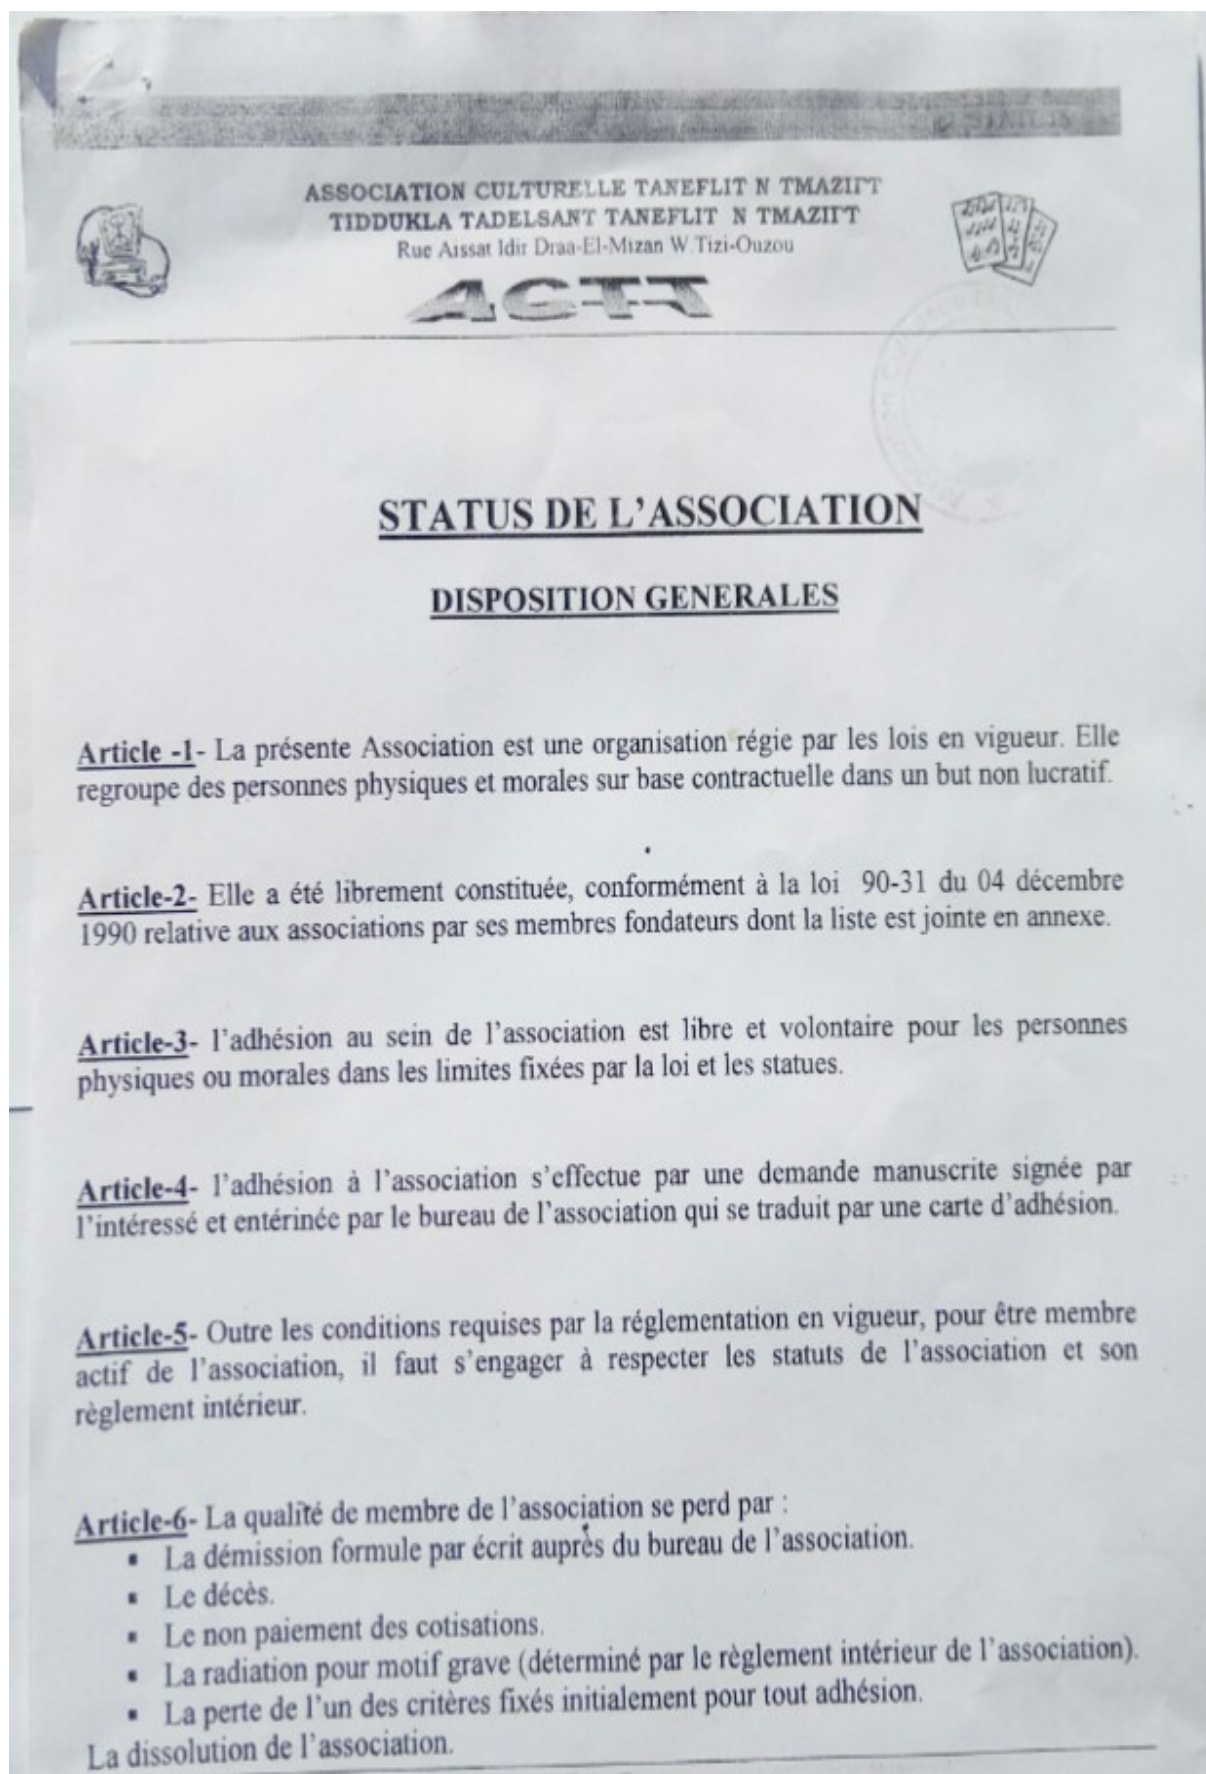 ASSOCIATION CULTURELLE TANEFLIT N TMAZIƔT
TIDDUKLA TADELSANT TANEFLIT N TMAZIƔT
Rue Aissat Idir Draa-El-Mizan W.Tizi-Ouzou
ACTT
STATUS DE L'ASSOCIATION
DISPOSITION GENERALES
Article -1- La présente Association est une organisation régie par les lois en vigueur. Elle
regroupe des personnes physiques et morales sur base contractuelle dans un but non lucratif.
Article-2- Elle a été librement constituée, conformément à la loi 90-31 du 04 décembre
1990 relative aux associations par ses membres fondateurs dont la liste est jointe en annexe.
Article-3- l'adhésion au sein de l'association est libre et volontaire pour les personnes
physiques ou morales dans les limites fixées par la loi et les statues.
Article-4- l'adhésion à l'association s'effectue par une demande manuscrite signée par
l'intéressé et entérinée par le bureau de l'association qui se traduit par une carte d'adhésion.
Article-5- Outre les conditions requises par la réglementation en vigueur, pour être membre
actif de l'association, il faut s'engager à respecter les statuts de l'association et son
règlement intérieur.
Article-6- La qualité de membre de l'association se perd par :
▪ La démission formule par écrit auprès du bureau de l'association.
▪ Le décès.
▪ Le non paiement des cotisations.
▪ La radiation pour motif grave (déterminé par le règlement intérieur de l'association).
▪ La perte de l'un des critères fixés initialement pour tout adhésion.
La dissolution de l'association.